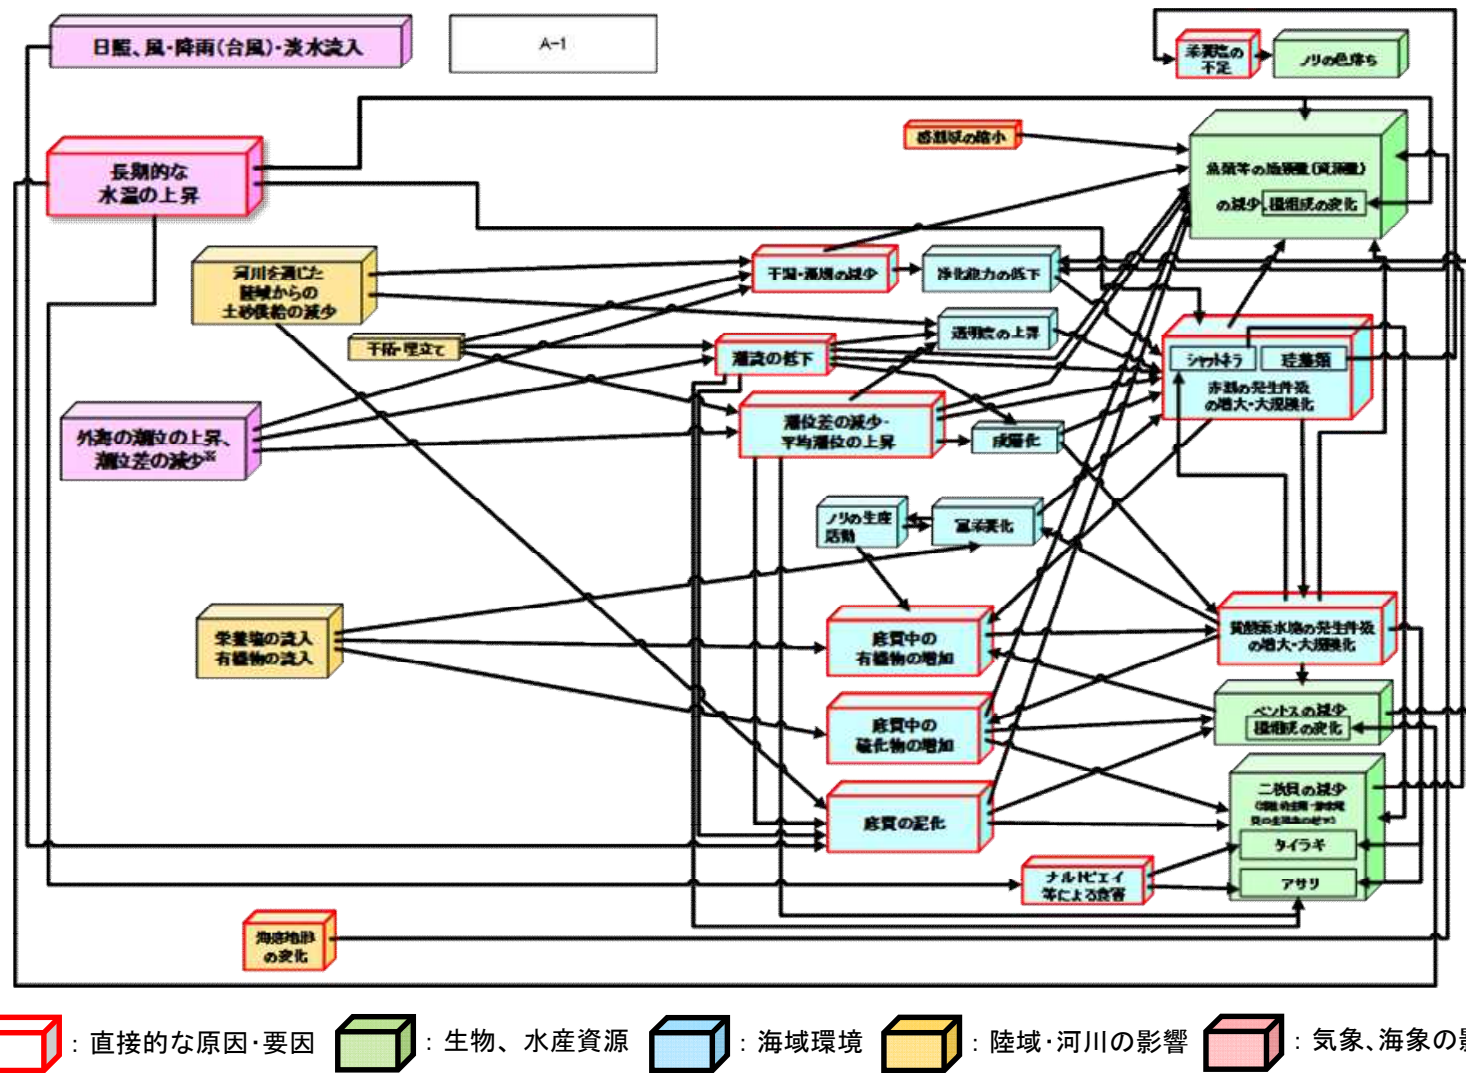 日照、風・降雨(台風)・淡水流入
A-1
栄養塩の
不足
ノリの色落ち
長期的な
水温の上昇
感潮域の縮小
魚類等の資源量(漁獲量)
の減少、種組成の変化
河川を通じた
陸域からの
土砂供給の減少
干潟・藻場の減少
浄化能力の低下
干拓・埋立て
透明度の上昇
潮流の低下
シャットネラ
珪藻類
赤潮の発生件数
の増大・大規模化
外海の潮位の上昇、
潮位差の減少※
潮位差の減少・
平均潮位の上昇
成層化
ノリの生産
活動
富栄養化
栄養塩の流入
有機物の流入
底質中の
有機物の増加
貧酸素水塊の発生件数
の増大・大規模化
底質中の
硫化物の増加
ベントスの減少
種組成の変化
底質の泥化
二枚貝の減少
タイラギ
アサリ
ナルトビエイ
等による食害
海底地形
の変化
：直接的な原因・要因
：生物、水産資源
：海域環境
：陸域・河川の影響
：気象、海象の